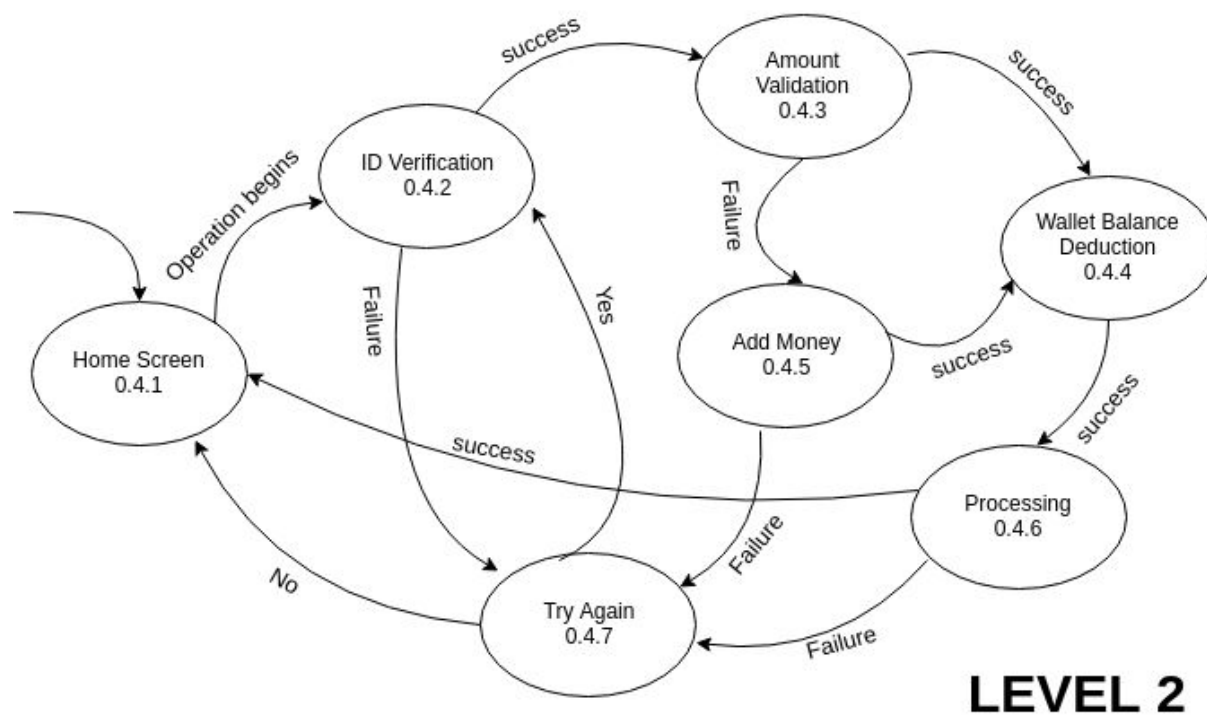 success
Amount
Validation
0.4.3
success
ID Verification
0.4.2
Operation begins
Failure
Wallet Balance
Deduction
0.4.4
Home Screen
0.4.1
Failure
Yes
Add Money
0.4.5
success
success
success
Processing
0.4.6
Failure
No
Try Again
0.4.7
Failure
LEVEL 2